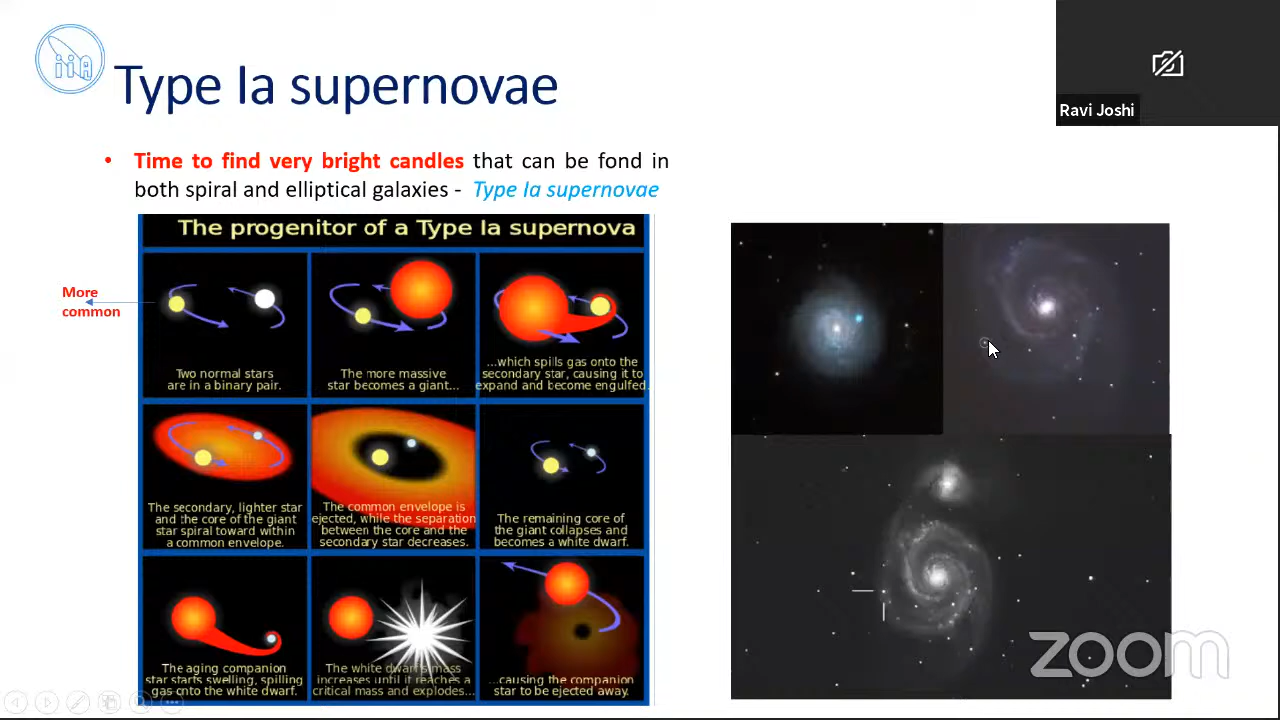 iiA
Type Ia supernovae
Ravi Joshi
• Time to find very bright candles that can be fond in
both spiral and elliptical galaxies - Type Ia supernovae
The progenitor of a Type Ia supernova
More
common
Two normal stars
are in a binary pair.
The more massive
star becomes a giant...
...which spills gas onto the
secondary star, causing it to
expand and become engulfed.
The secondary, lighter star
and the core of the giant
star spiral toward within
a common envelope.
The common envelope is
ejected, while the separation
between the core and the
secondary star decreases.
The remaining core of
the giant collapses and
becomes a white dwarf.
The aging companion
star starts swelling, spilling
gas onto the white dwarf.
The white dwarf's mass
increases until it reaches a
critical mass and explodes...
...causing the companion
star to be ejected away.
zoom